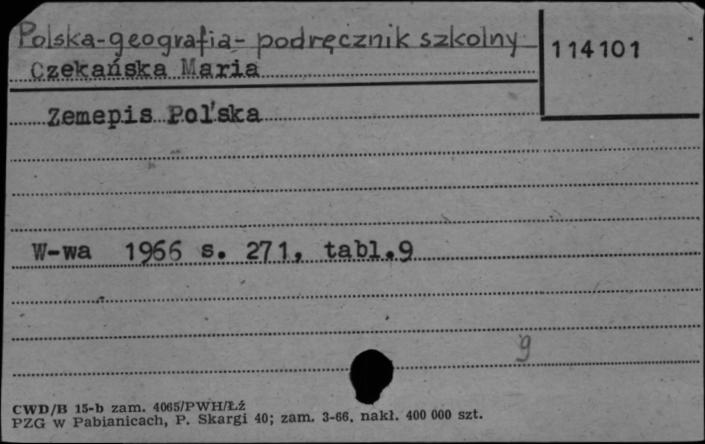 Polska-geografia- podręcznik szkolny
114101
Czekańska Maria
Zemepis Pol'ska
W-wa 1966 s. 271, tabl.9
g
CWD/B 15-b zam. 4065/PWH/Łź
PZG w Pabianicach, P. Skargi 40; zam. 3-66, nakł. 400 000 szt.